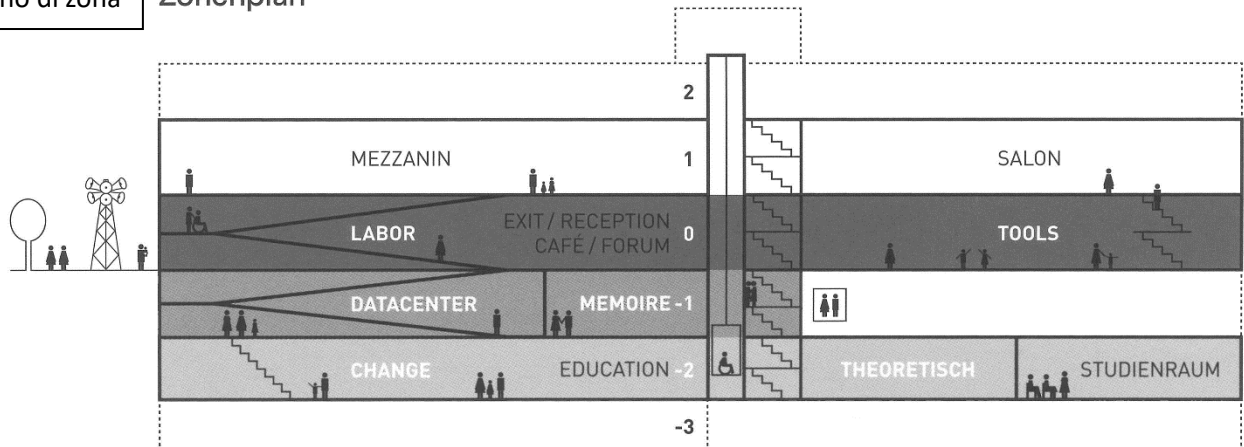 no di zona
Zonenplan
2
MEZZANIN
1
SALON
LABOR
EXIT / RECEPTION
CAFÉ / FORUM
0
TOOLS
DATACENTER
MEMOIRE -1
CHANGE
EDUCATION -2
THEORETISCH
STUDIENRAUM
-3